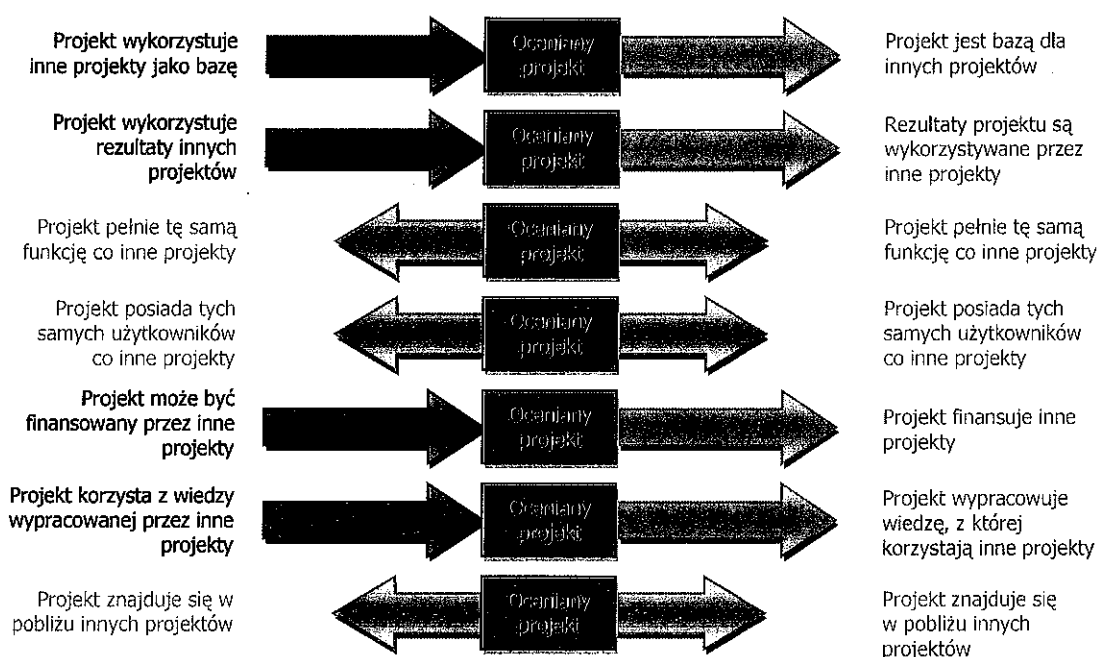 Projekt wykorzystuje
inne projekty jako bazę
Oceniany
projekt
Projekt jest bazą dla
innych projektów
Projekt wykorzystuje
rezultaty innych
projektów
Oceniany
projekt
Rezultaty projektu są
wykorzystywane przez
inne projekty
Projekt pełnie tę samą
funkcję co inne projekty
Oceniany
projekt
Projekt pełnie tę samą
funkcję co inne projekty
Projekt posiada tych
samych użytkowników
co inne projekty
Oceniany
projekt
Projekt posiada tych
samych użytkowników
co inne projekty
Projekt może być
finansowany przez inne
projekty
Oceniany
projekt
Projekt finansuje inne
projekty
Projekt korzysta z wiedzy
wypracowanej przez inne
projekty
Oceniany
projekt
Projekt wypracowuje
wiedzę, z której
korzystają inne projekty
Projekt znajduje się w
pobliżu innych projektów
Oceniany
projekt
Projekt znajduje się
w pobliżu innych
projektów